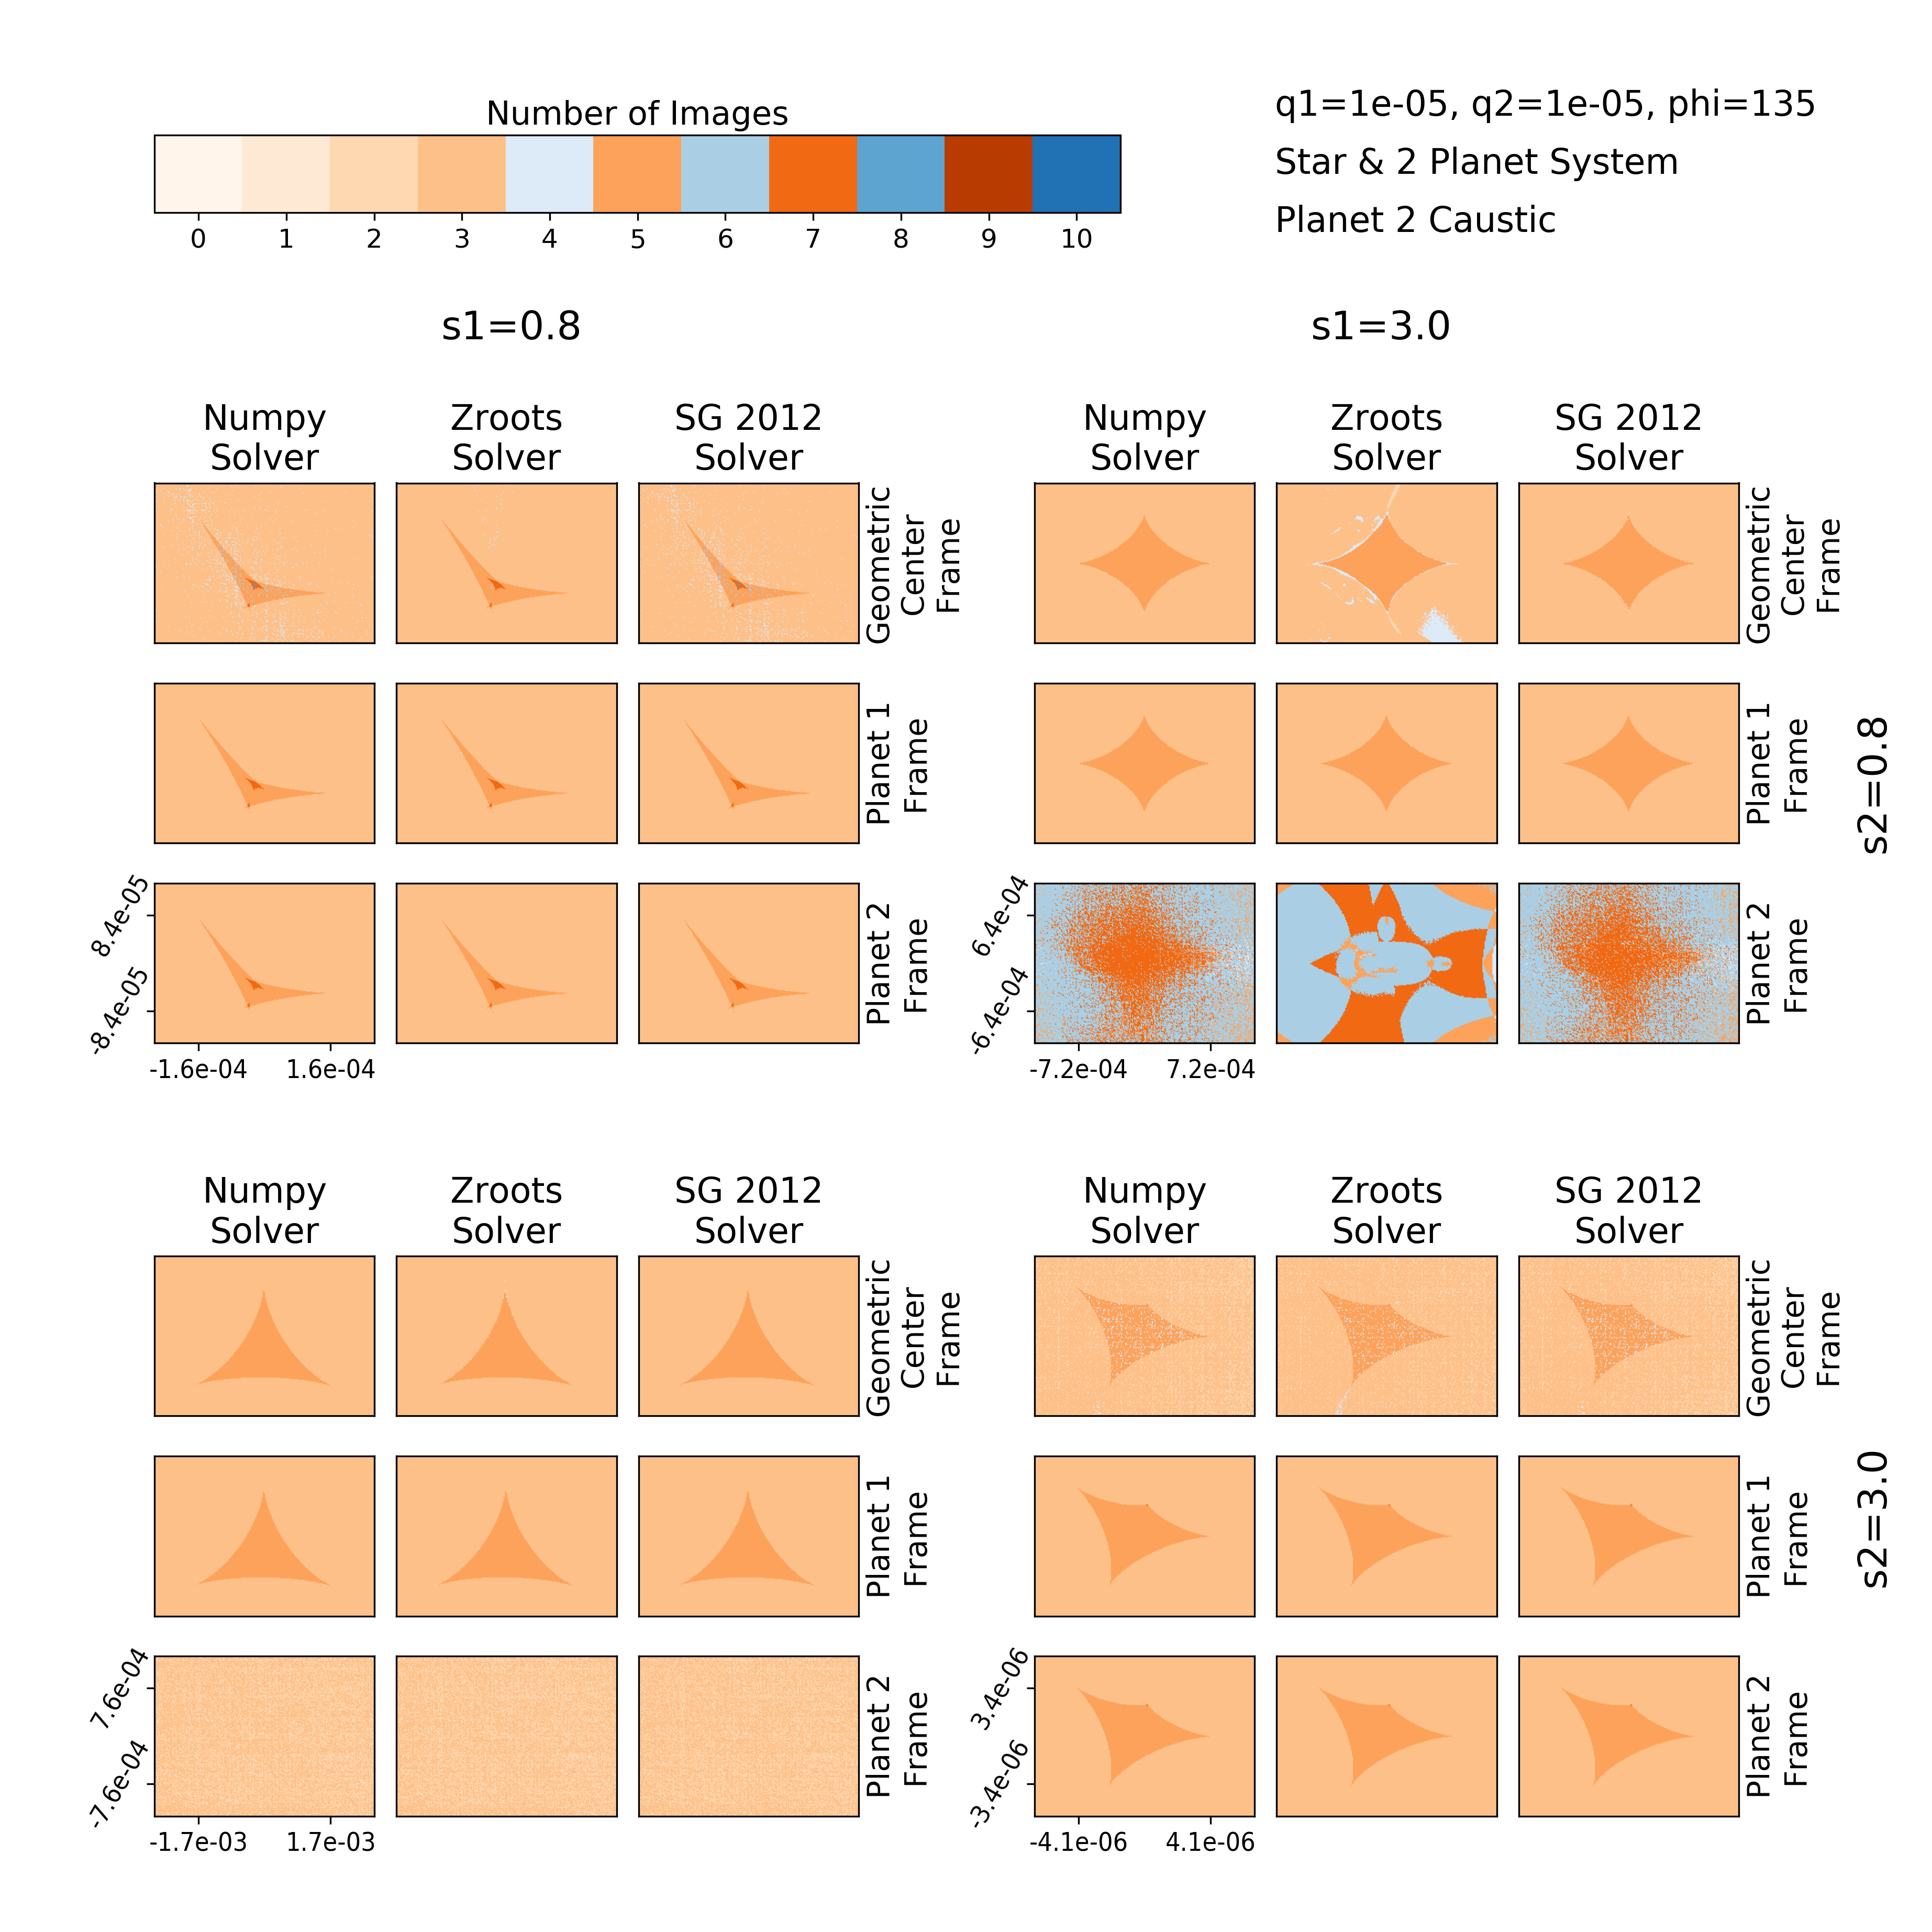 Number of Images
0 1 2 3 4 5 6 7 8 9 10
q1=1e-05, q2=1e-05, phi=135
Star & 2 Planet System
Planet 2 Caustic
s1=0.8
s1=3.0
Numpy
Solver
Zroots
Solver
SG 2012
Solver
Geometric
Center
Frame
Planet 1
Frame
8.4e-05
-8.4e-05
Planet 2
Frame
-1.6e-04 1.6e-04
Numpy
Solver
Zroots
Solver
SG 2012
Solver
Geometric
Center
Frame
Planet 1
Frame
6.4e-04
-6.4e-04
Planet 2
Frame
-7.2e-04 7.2e-04
s2=0.8
Numpy
Solver
Zroots
Solver
SG 2012
Solver
Geometric
Center
Frame
Planet 1
Frame
7.6e-04
-7.6e-04
Planet 2
Frame
-1.7e-03 1.7e-03
Numpy
Solver
Zroots
Solver
SG 2012
Solver
Geometric
Center
Frame
Planet 1
Frame
3.4e-06
-3.4e-06
Planet 2
Frame
-4.1e-06 4.1e-06
s2=3.0